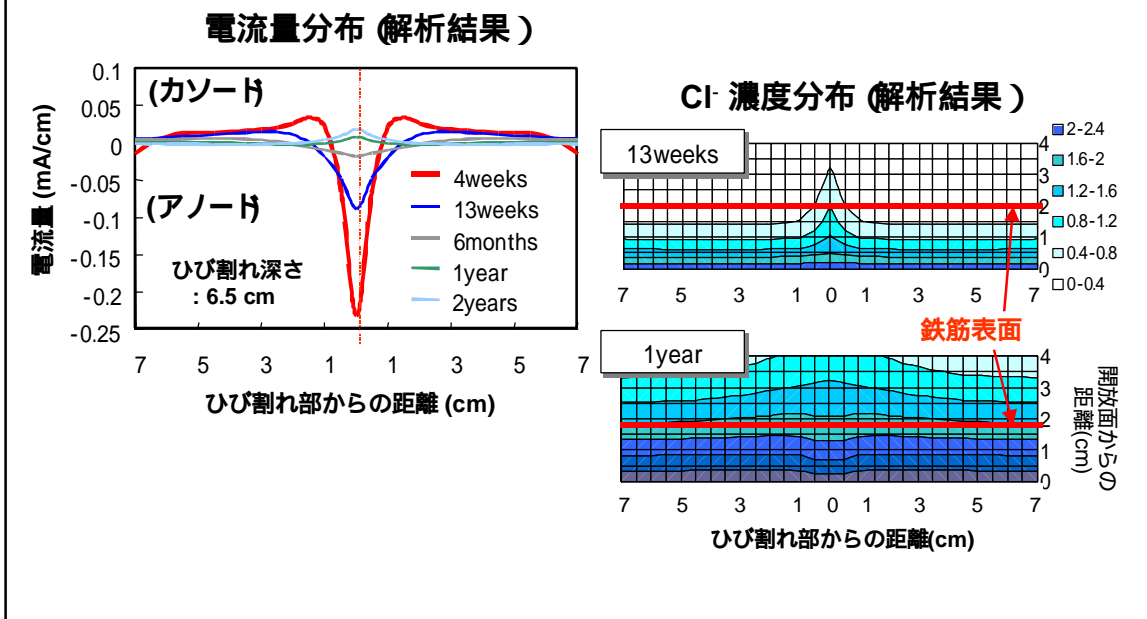 電流量分布 (解析結果)
0.1
0.05
0
-0.05
-0.1
-0.15
-0.2
-0.25
電流量 (mA/cm)
(カソード)
(アノード)
ひび割れ深さ
: 6.5 cm
4weeks
13weeks
6months
1year
2years
7 5 3 1 1 3 5 7
ひび割れ部からの距離 (cm)
Cl- 濃度分布 (解析結果)
13weeks
4
3
2
1
0
7 5 3 1 0 1 3 5 7
2-2.4
1.6-2
1.2-1.6
0.8-1.2
0.4-0.8
0-0.4
鉄筋表面
1year
4
3
2
1
0
7 5 3 1 0 1 3 5 7
開放面からの
距離(cm)
ひび割れ部からの距離(cm)